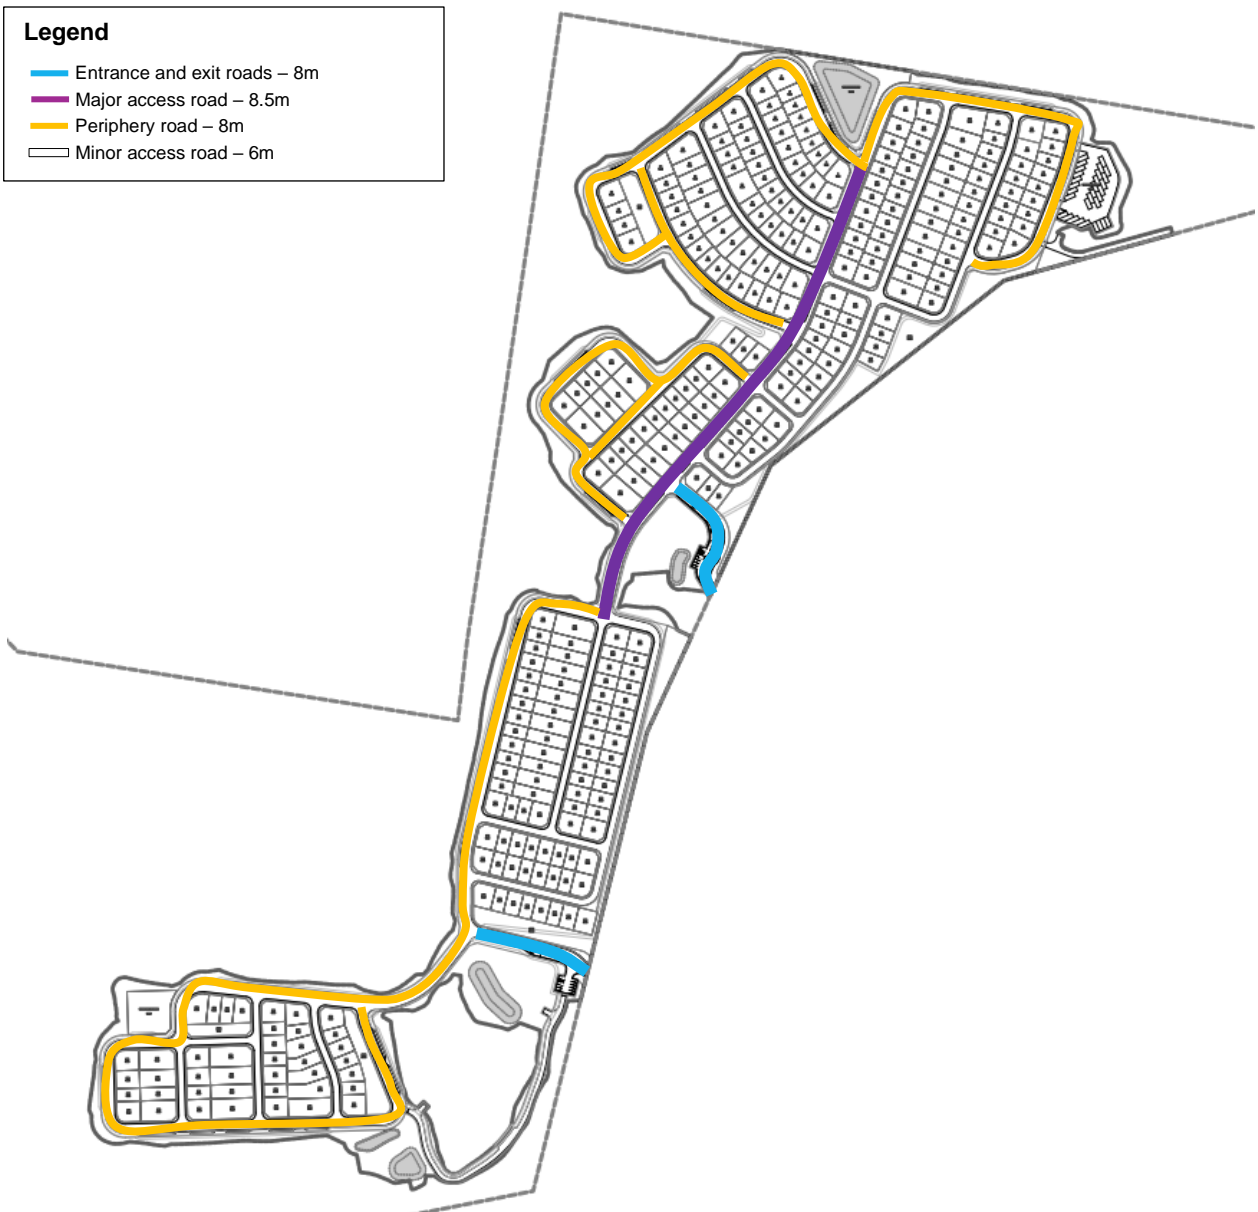 Legend
Entrance and exit roads – 8m
Major access road – 8.5m
Periphery road – 8m
Minor access road – 6m